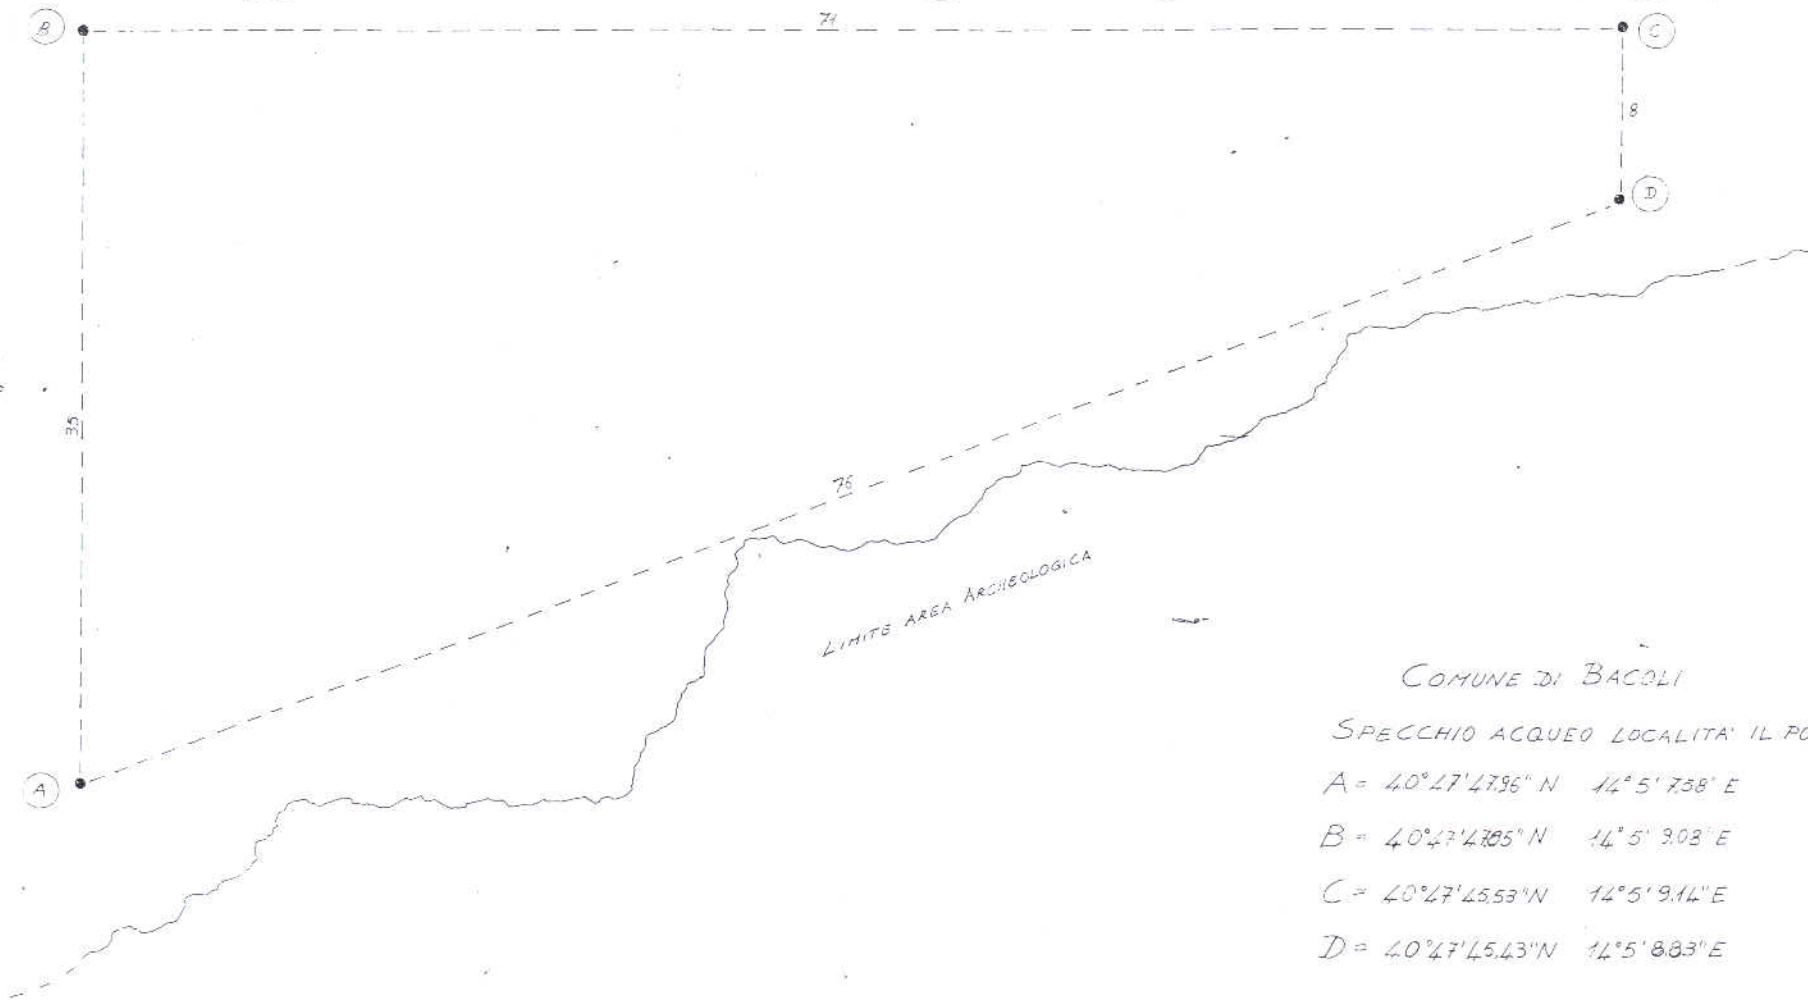 B
71
C
8
D
35
76
A
LIMITE AREA ARCHEOLOGICA
COMUNE DI BACOLI
SPECCHIO ACQUEO LOCALITA' IL PO
A = 40°47'47.96" N 14°5'7.58" E
B = 40°47'47.85" N 14°5'9.03" E
C = 40°47'45.53" N 14°5'9.14" E
D = 40°47'45.43" N 14°5'8.83" E